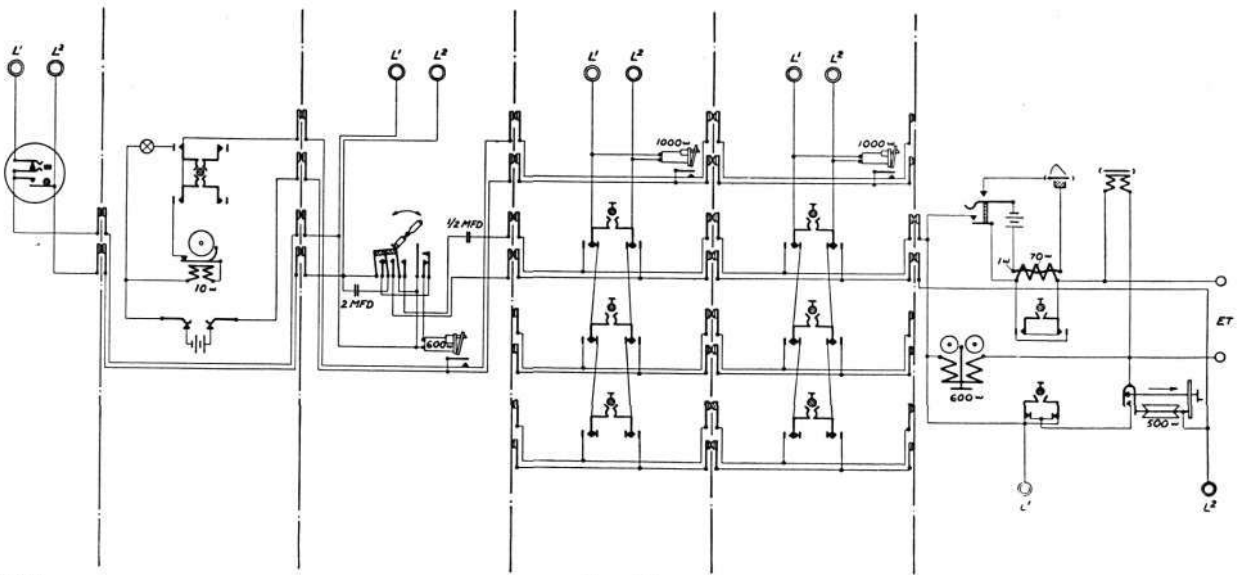 L¹ L²
L¹ L²
L¹ L²
L¹ L²
1000~
1000~
1/2 MFD
10~
2 MFD
600~
1~ 70~
ET
600~
500~
L¹
L²